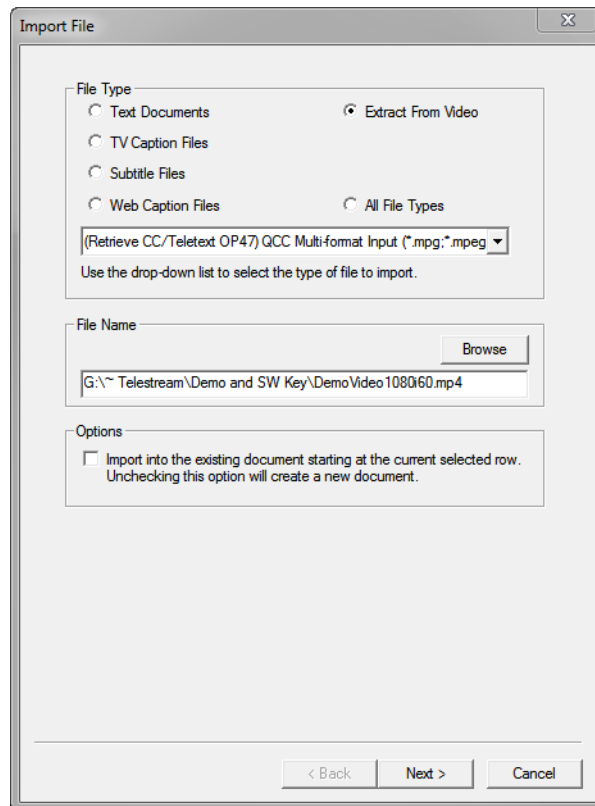 Import File
File Type
Text Documents
Extract From Video
TV Caption Files
Subtitle Files
Web Caption Files
All File Types
(Retrieve CC/Teletext OP47) QCC Multi-format Input (*.mpg;*.mpeg
Use the drop-down list to select the type of file to import.
File Name
Browse
G:\~ Telestream\Demo and SW Key\DemoVideo1080i60.mp4
Options
Import into the existing document starting at the current selected row.
Unchecking this option will create a new document.
< Back
Next >
Cancel